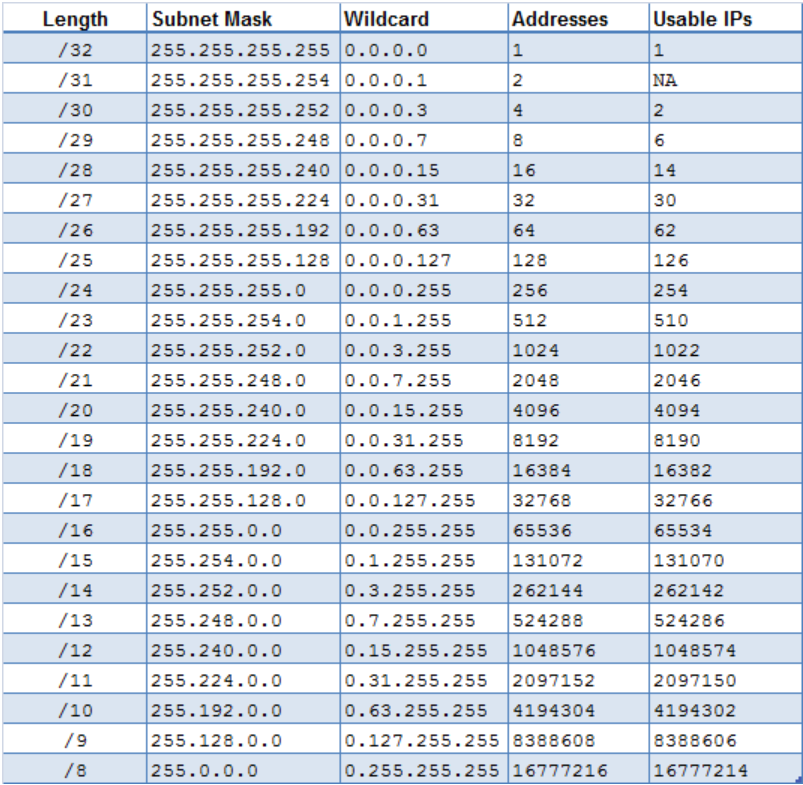 Length Subnet Mask Wildcard Addresses Usable IPs
/32 255.255.255.255 0.0.0.0 1 1
/31 255.255.255.254 0.0.0.1 2 NA
/30 255.255.255.252 0.0.0.3 4 2
/29 255.255.255.248 0.0.0.7 8 6
/28 255.255.255.240 0.0.0.15 16 14
/27 255.255.255.224 0.0.0.31 32 30
/26 255.255.255.192 0.0.0.63 64 62
/25 255.255.255.128 0.0.0.127 128 126
/24 255.255.255.0 0.0.0.255 256 254
/23 255.255.254.0 0.0.1.255 512 510
/22 255.255.252.0 0.0.3.255 1024 1022
/21 255.255.248.0 0.0.7.255 2048 2046
/20 255.255.240.0 0.0.15.255 4096 4094
/19 255.255.224.0 0.0.31.255 8192 8190
/18 255.255.192.0 0.0.63.255 16384 16382
/17 255.255.128.0 0.0.127.255 32768 32766
/16 255.255.0.0 0.0.255.255 65536 65534
/15 255.254.0.0 0.1.255.255 131072 131070
/14 255.252.0.0 0.3.255.255 262144 262142
/13 255.248.0.0 0.7.255.255 524288 524286
/12 255.240.0.0 0.15.255.255 1048576 1048574
/11 255.224.0.0 0.31.255.255 2097152 2097150
/10 255.192.0.0 0.63.255.255 4194304 4194302
/9 255.128.0.0 0.127.255.255 8388608 8388606
/8 255.0.0.0 0.255.255.255 16777216 16777214